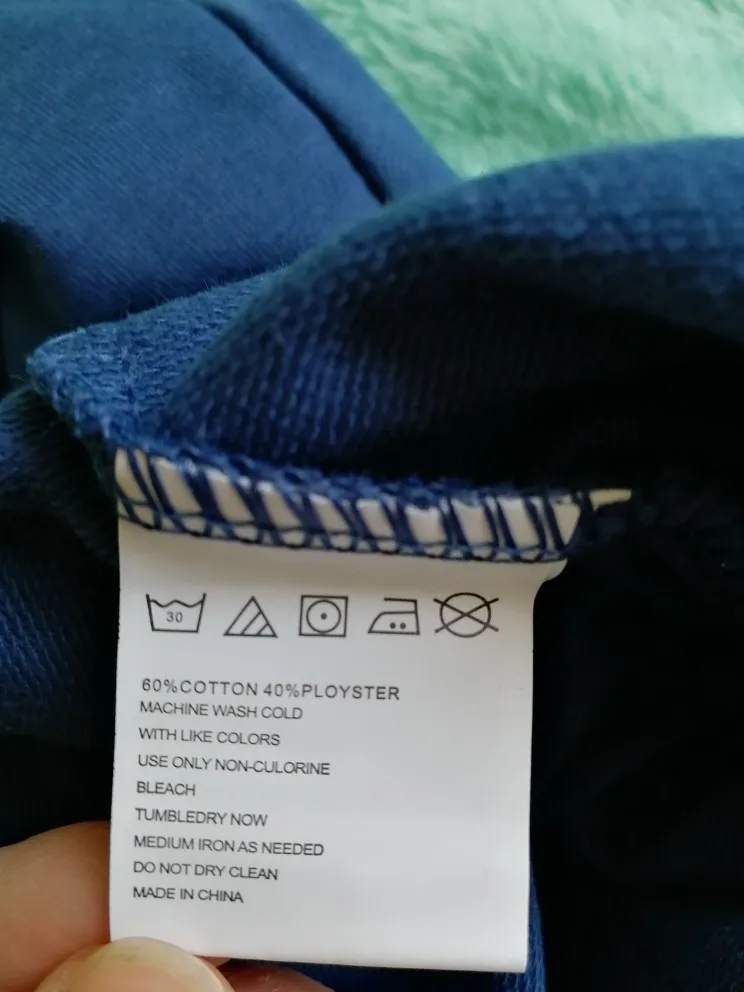 30
60%COTTON 40%PLOYSTER
MACHINE WASH COLD
WITH LIKE COLORS
USE ONLY NON-CULORINE
BLEACH
TUMBLEDRY NOW
MEDIUM IRON AS NEEDED
DO NOT DRY CLEAN
MADE IN CHINA